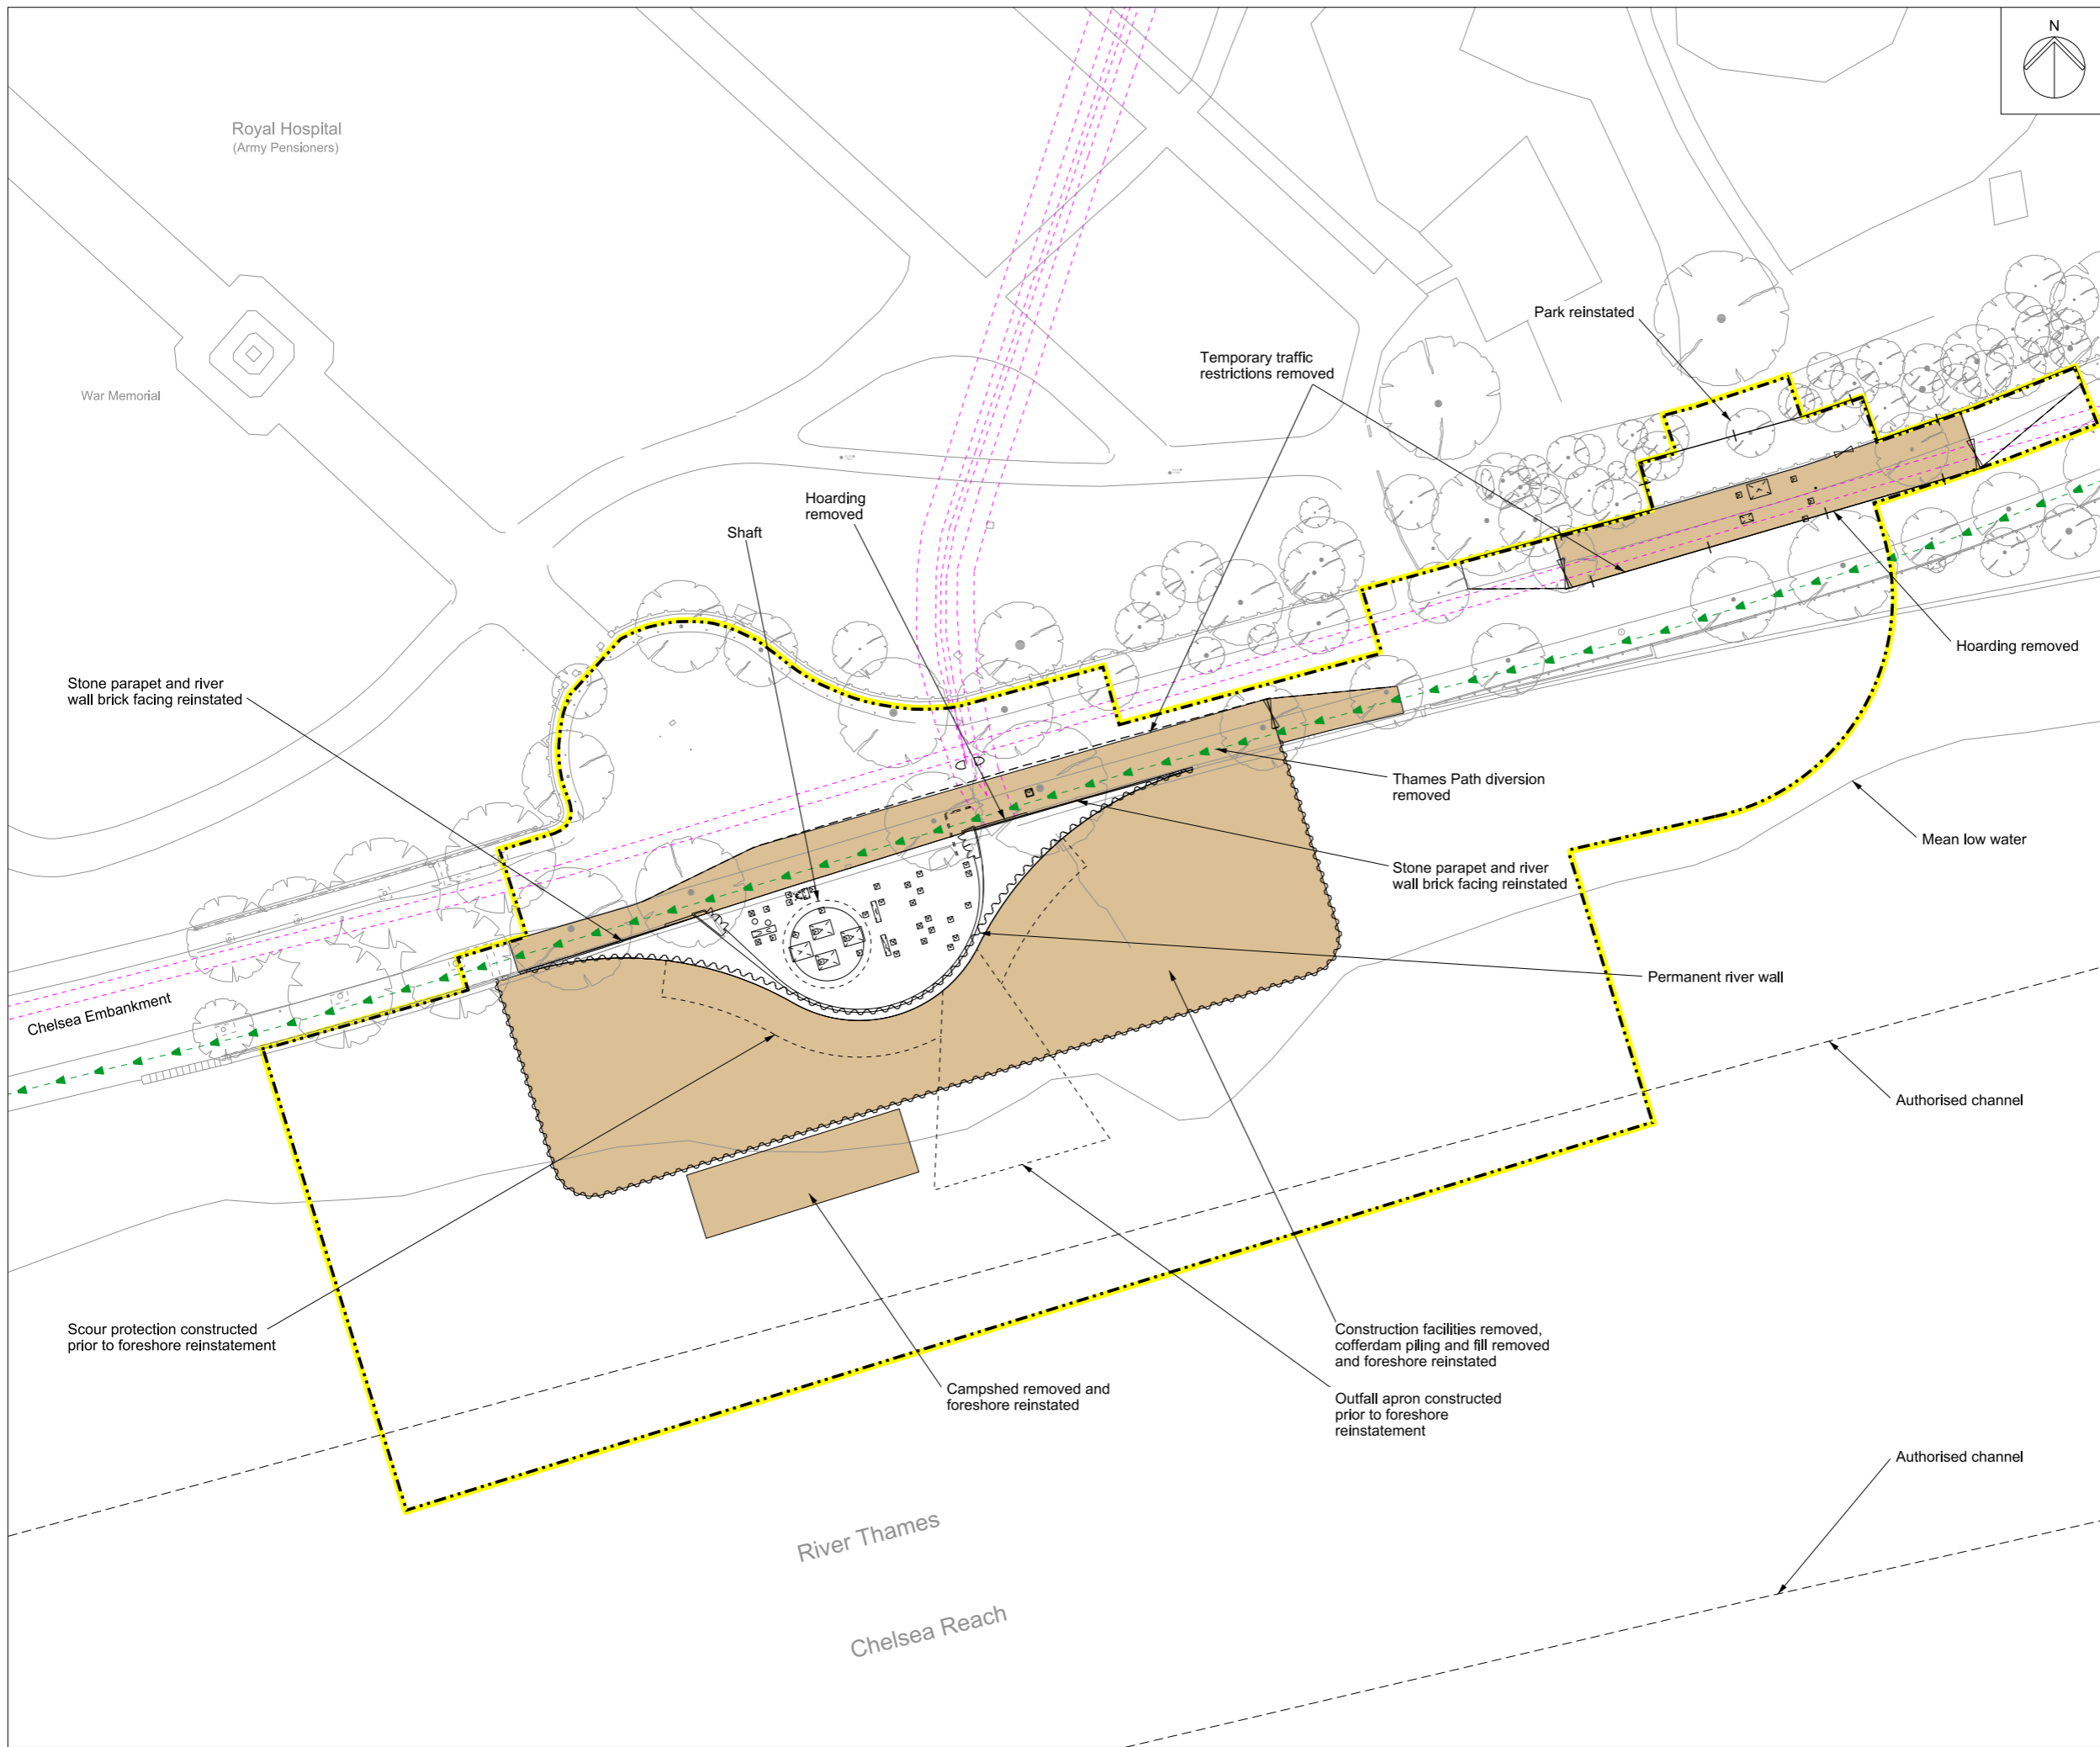 N
Royal Hospital
(Army Pensioners)
War Memorial
Park reinstated
Temporary traffic
restrictions removed
Hoarding
removed
Shaft
Hoarding removed
Stone parapet and river
wall brick facing reinstated
Thames Path diversion
removed
Mean low water
Stone parapet and river
wall brick facing reinstated
Permanent river wall
Chelsea Embankment
Authorised channel
Scour protection constructed
prior to foreshore reinstatement
Construction facilities removed,
cofferdam piling and fill removed
and foreshore reinstated
Campshed removed and
foreshore reinstated
Outfall apron constructed
prior to foreshore
reinstatement
Authorised channel
River Thames
Chelsea Reach